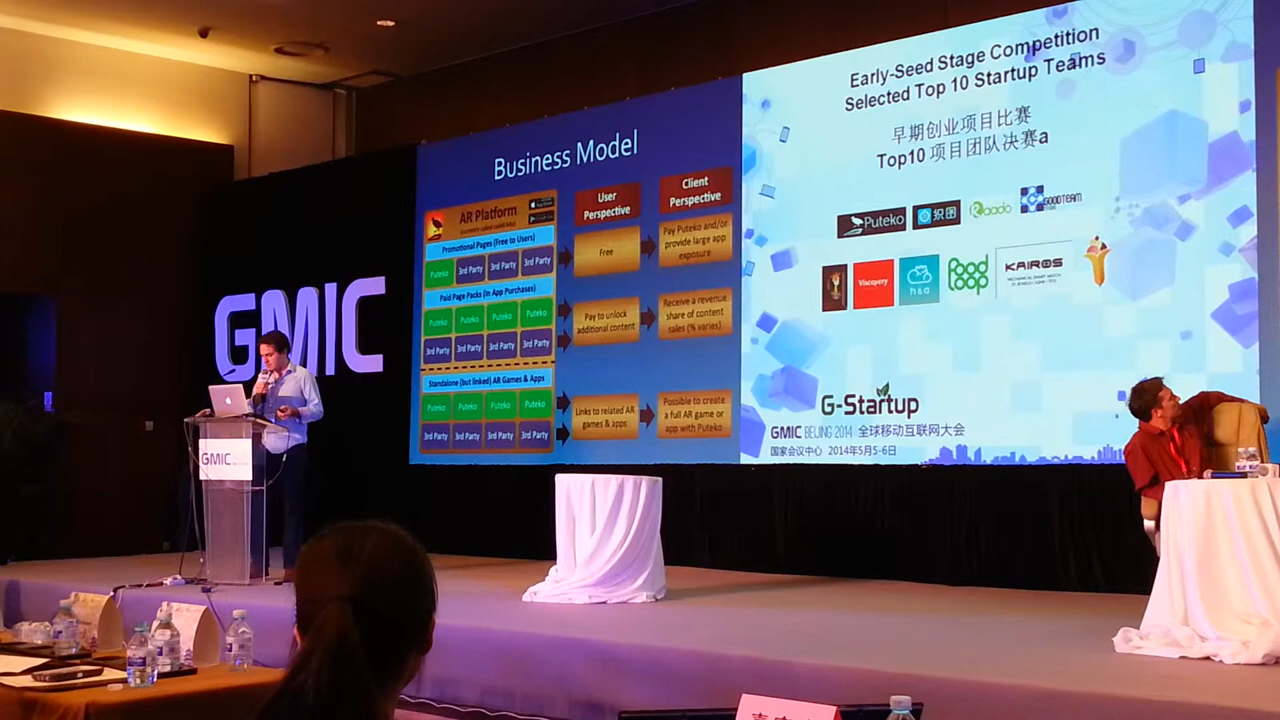 GMIC
GMIC
Business Model
AR Platform
Promotional Pages (Free to Users)
Puteko
3rd Party
3rd Party
3rd Party
Paid Page Packs (In App Purchases)
Puteko
Puteko
Puteko
Puteko
3rd Party
3rd Party
3rd Party
3rd Party
Standalone (but linked) AR Games & Apps
Puteko
Puteko
Puteko
Puteko
3rd Party
3rd Party
3rd Party
3rd Party
User
Perspective
Free
Pay to unlock
additional content
Links to related AR
games & apps
Client
Perspective
Pay Puteko and/or
provide large app
exposure
Receive a revenue
share of content
sales (% varies)
Possible to create
a full AR game or
app with Puteko
Early-Seed Stage Competition
Selected Top 10 Startup Teams
早期创业项目比赛
Top10 项目团队决赛a
Puteko
织图
Raado
GOODTEAM
Viscovery
h&a
food
loop
KAIROS
G-Startup
GMIC BEIJING 2014 全球移动互联网大会
国家会议中心 2014年5月5-6日